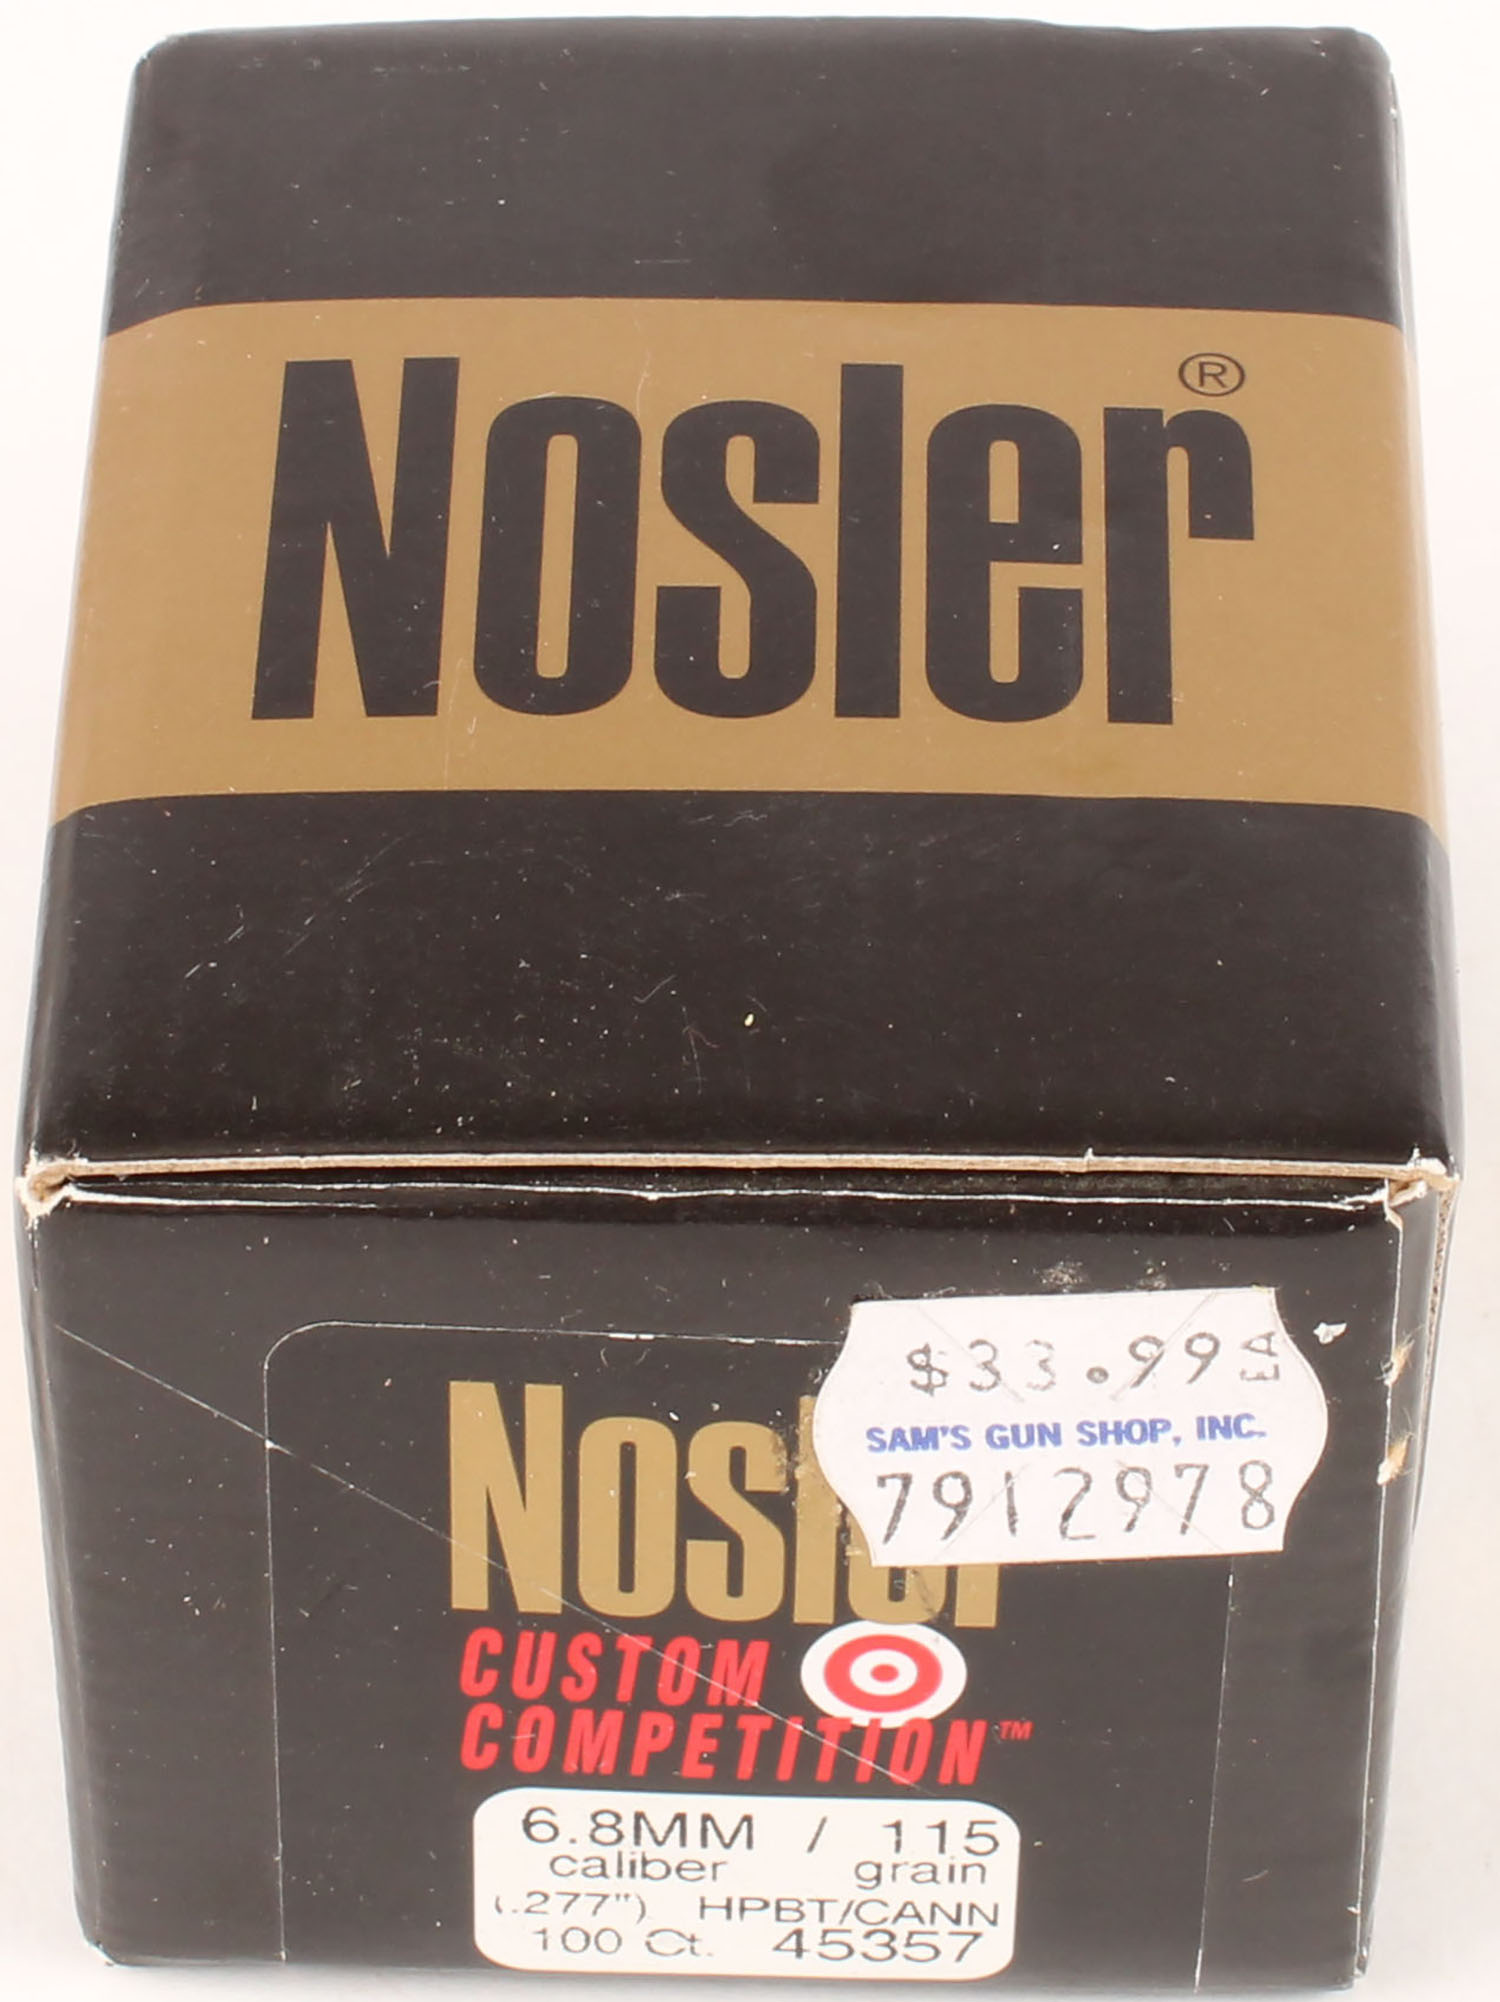 Nosler®
$33.99 EA
SAM'S GUN SHOP, INC.
7912978
Nosler
CUSTOM
COMPETITION™
6.8MM / 115
caliber grain
(.277") HPBT/CANN
100 Ct. 45357